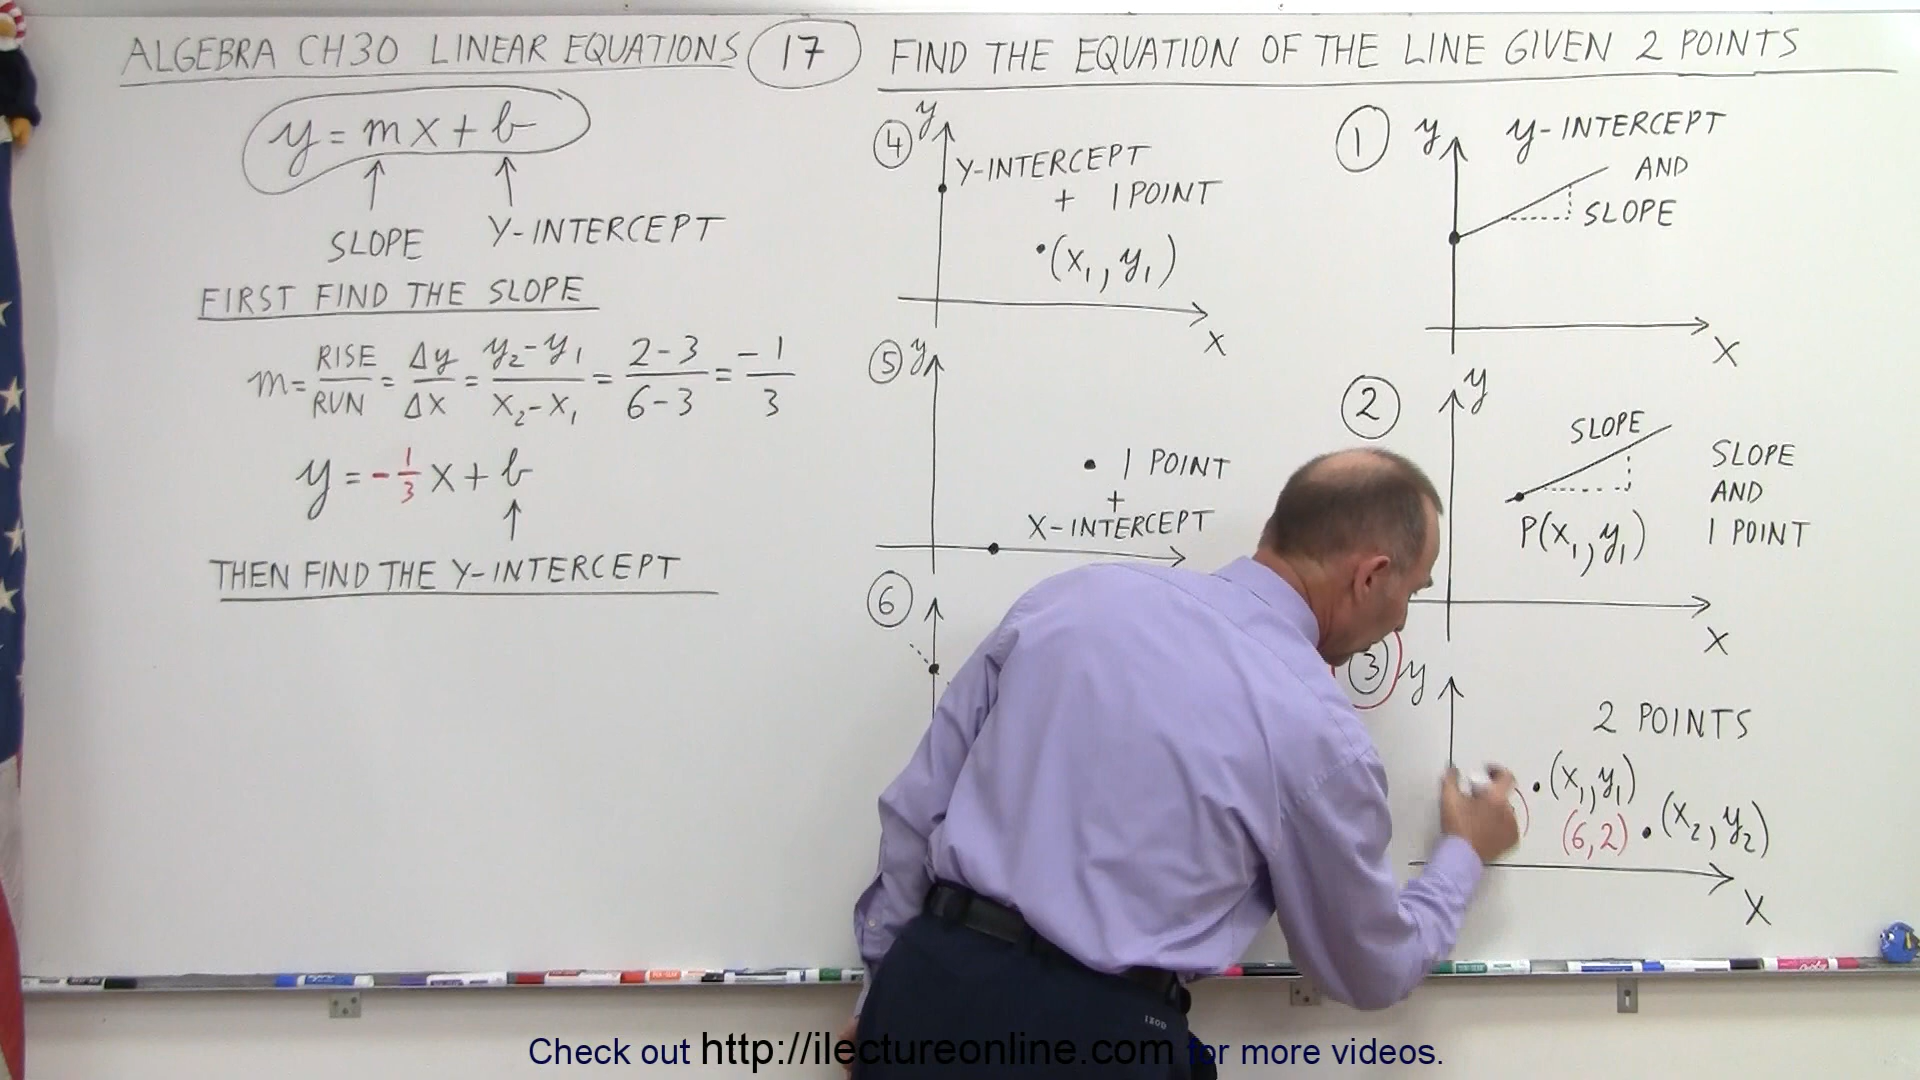 ALGEBRA CH30 LINEAR EQUATIONS 17 FIND THE EQUATION OF THE LINE GIVEN 2 POINTS
y = mx + b
SLOPE Y-INTERCEPT
FIRST FIND THE SLOPE
m = RISE/RUN = Δy/Δx = (y₂-y₁)/(x₂-x₁) = (2-3)/(6-3) = -1/3
y = -1/3 x + b
THEN FIND THE Y-INTERCEPT
4 y
Y-INTERCEPT
+ 1 POINT
(x₁, y₁)
x
5 y
1 POINT
+
X-INTERCEPT
6
1 y y-INTERCEPT
AND
SLOPE
x
2 y
SLOPE
SLOPE
AND
1 POINT
P(x₁, y₁)
x
3 y
2 POINTS
(x₁, y₁)
(6,2) (x₂, y₂)
x
IZOD
Check out http://ilectureonline.com for more videos.